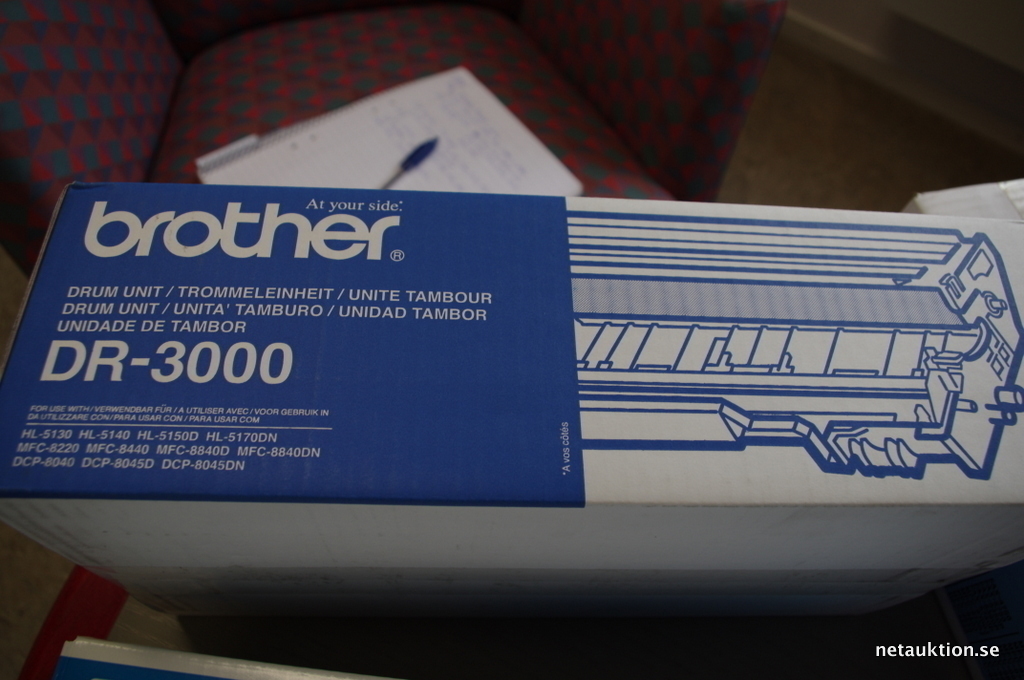 At your side.
brother®
DRUM UNIT / TROMMELEINHEIT / UNITE TAMBOUR
DRUM UNIT / UNITA' TAMBURO / UNIDAD TAMBOR
UNIDADE DE TAMBOR
DR-3000
FOR USE WITH / VERWENDBAR FÜR / A UTILISER AVEC / VOOR GEBRUIK IN
DA UTILIZZARE CON / PARA USAR CON / PARA USAR COM
HL-5130 HL-5140 HL-5150D HL-5170DN
MFC-8220 MFC-8440 MFC-8840D MFC-8840DN
DCP-8040 DCP-8045D DCP-8045DN
*A vos côtés
netauktion.se